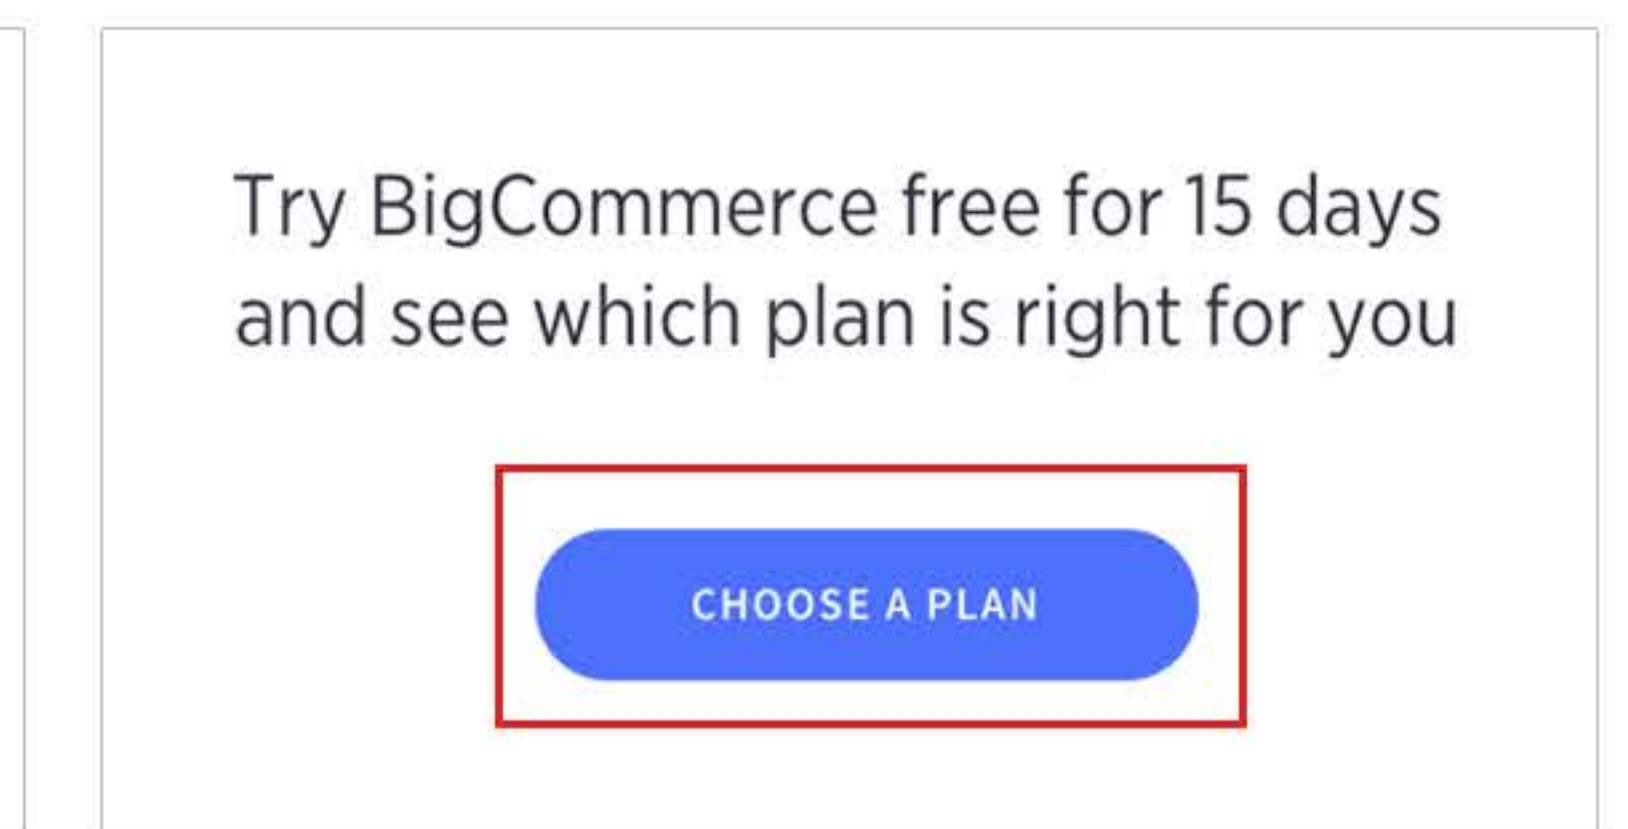 Try BigCommerce free for 15 days
and see which plan is right for you
CHOOSE A PLAN